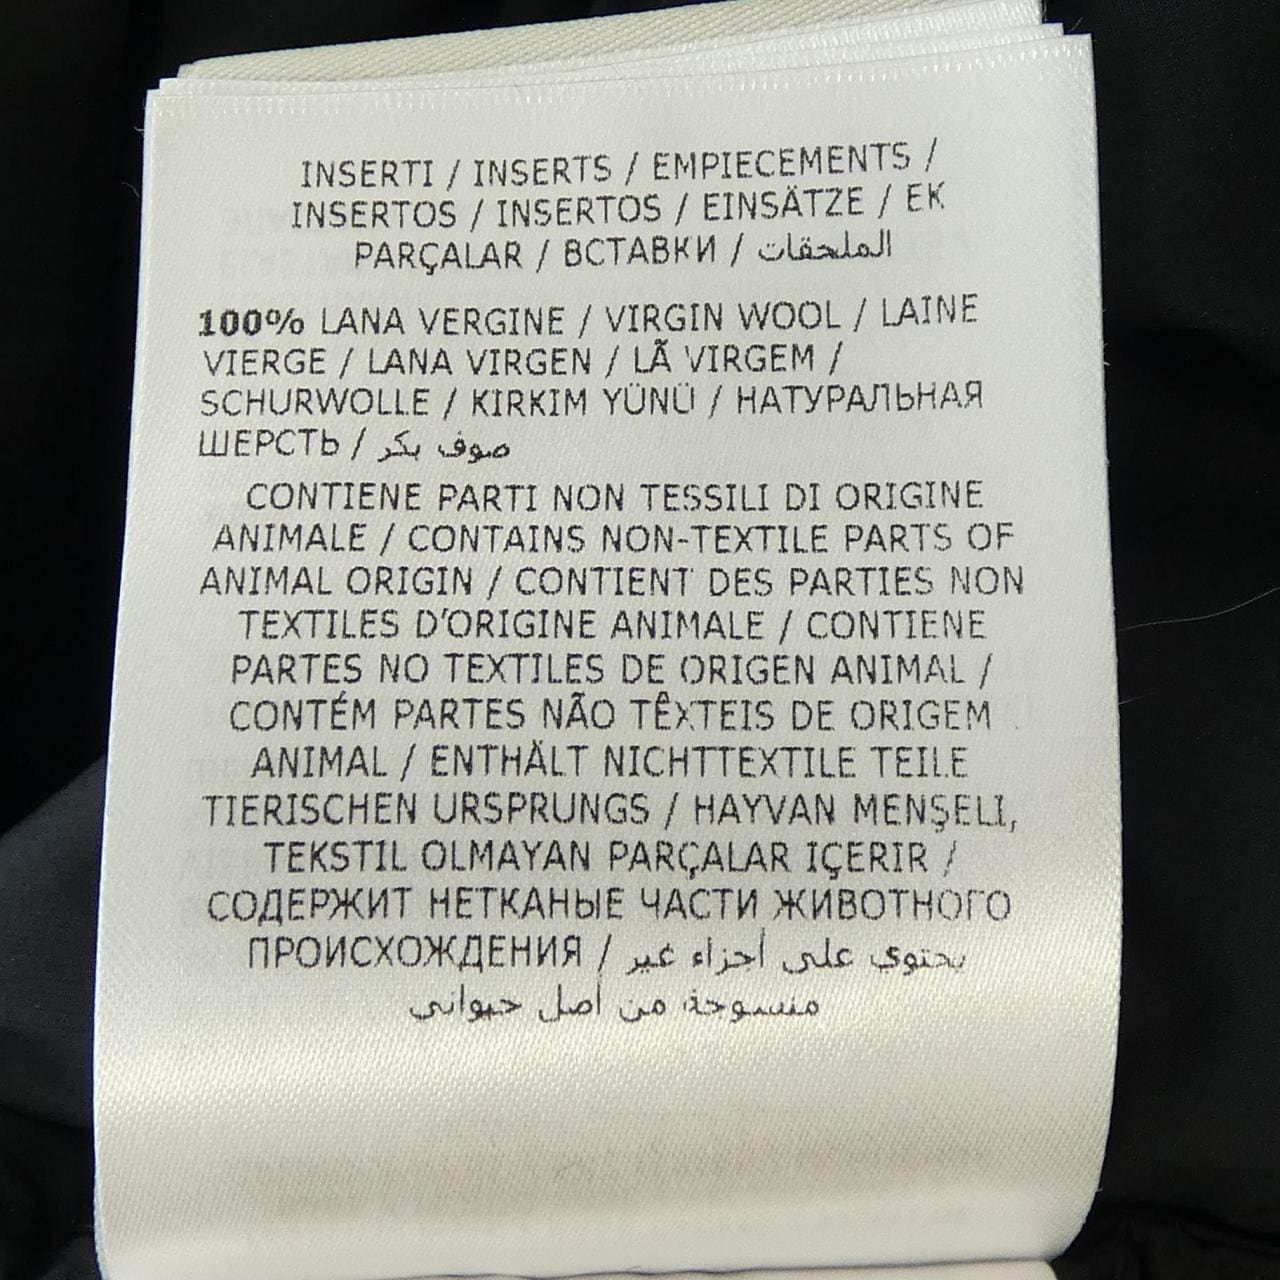 INSERTI / INSERTS / EMPIECEMENTS /
INSERTOS / INSERTOS / EINSÄTZE / EK
PARÇALAR / ВСТАВКИ / الملحقات
100% LANA VERGINE / VIRGIN WOOL / LAINE
VIERGE / LANA VIRGEN / LÃ VIRGEM /
SCHURWOLLE / KIRKIM YÜNÜ / НАТУРАЛЬНАЯ
ШЕРСТЬ / صوف بكر
CONTIENE PARTI NON TESSILI DI ORIGINE
ANIMALE / CONTAINS NON-TEXTILE PARTS OF
ANIMAL ORIGIN / CONTIENT DES PARTIES NON
TEXTILES D'ORIGINE ANIMALE / CONTIENE
PARTES NO TEXTILES DE ORIGEN ANIMAL /
CONTÉM PARTES NÃO TÊXTEIS DE ORIGEM
ANIMAL / ENTHÄLT NICHTTEXTILE TEILE
TIERISCHEN URSPRUNGS / HAYVAN MENŞELI,
TEKSTIL OLMAYAN PARÇALAR IÇERIR /
СОДЕРЖИТ НЕТКАНЫЕ ЧАСТИ ЖИВОТНОГО
ПРОИСХОЖДЕНИЯ / يحتوي على أجزاء غير
منسوجة من أصل حيواني